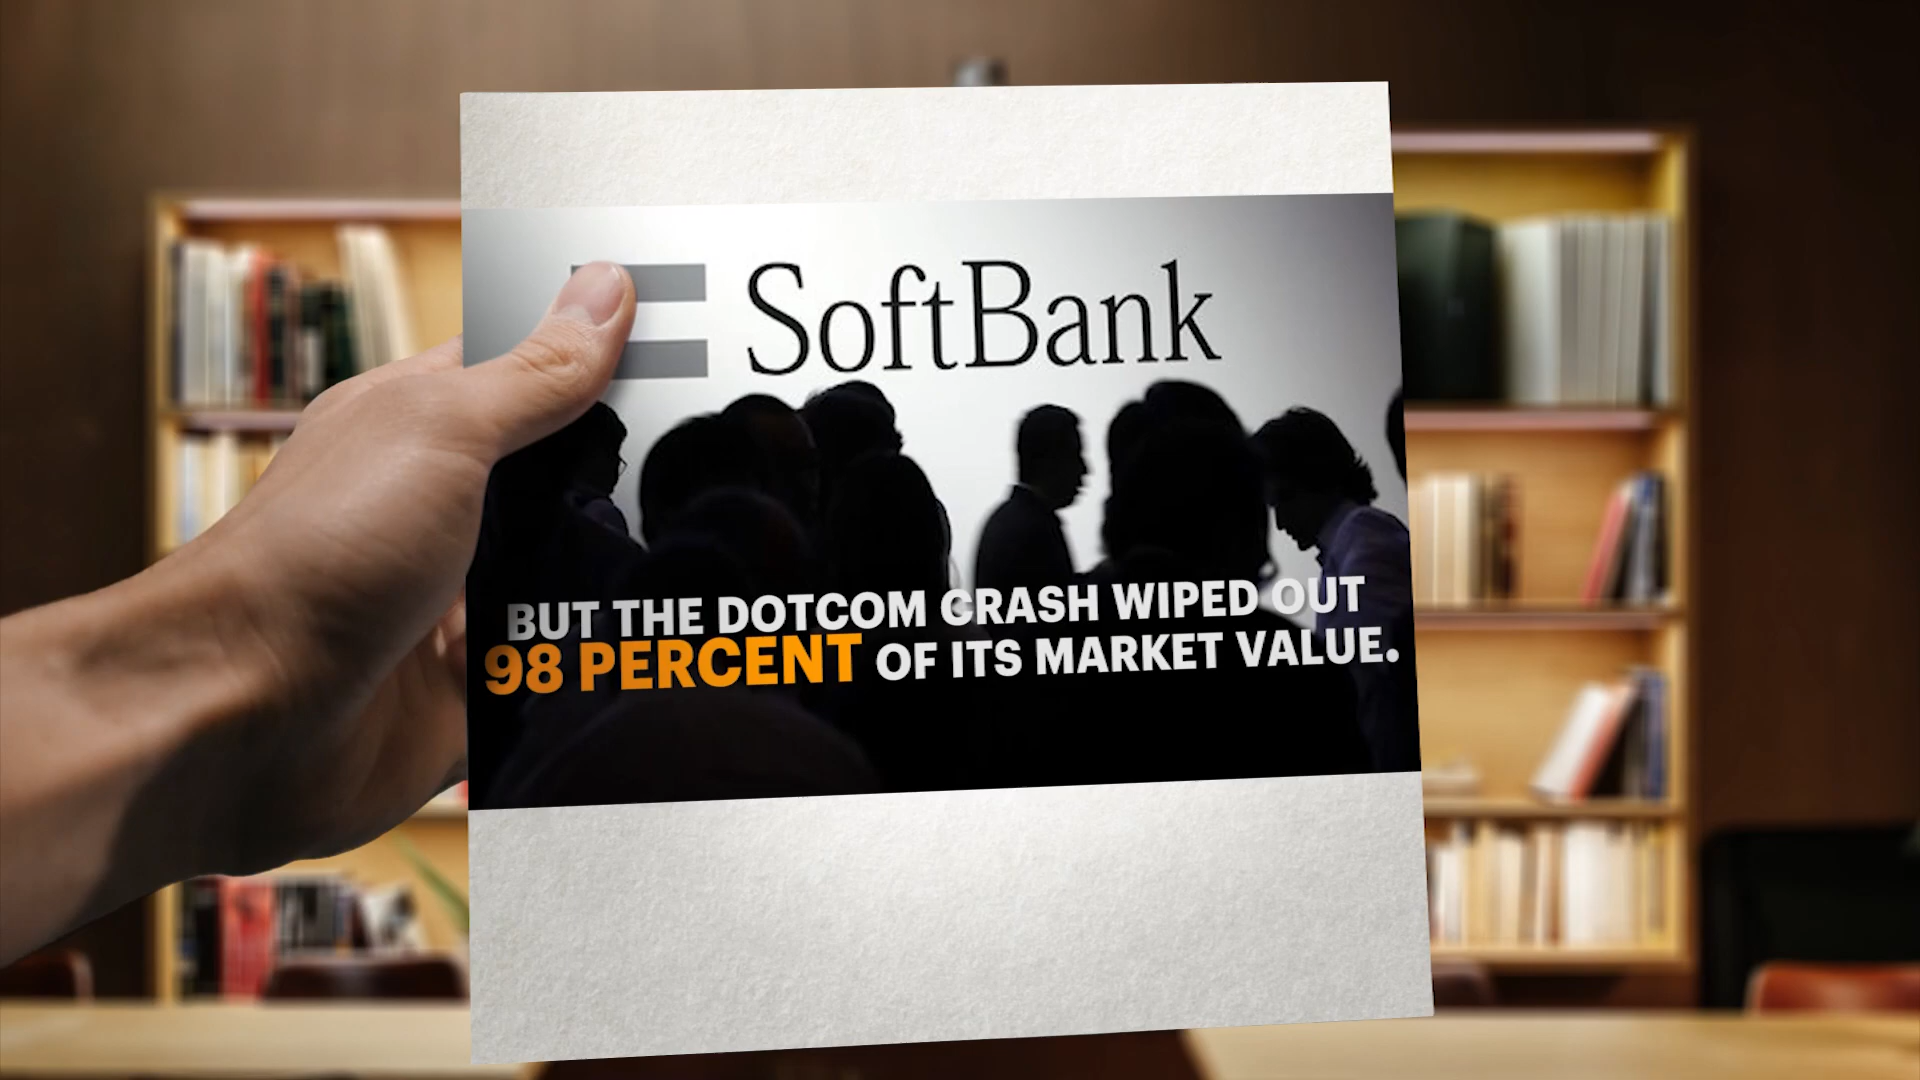 SoftBank
BUT THE DOTCOM CRASH WIPED OUT
98 PERCENT OF ITS MARKET VALUE.